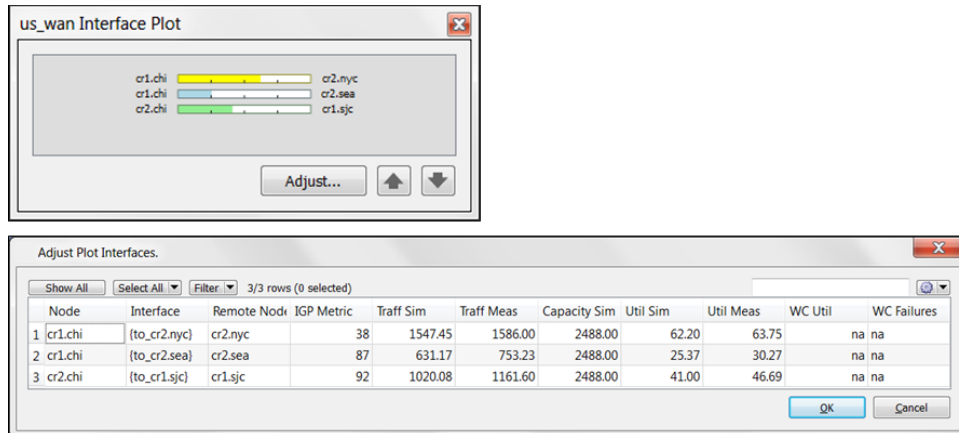 us_wan Interface Plot
cr1.chi cr2.nyc
cr1.chi cr2.sea
cr2.chi cr1.sjc
Adjust...
Adjust Plot Interfaces.
Show All Select All Filter 3/3 rows (0 selected)
Node Interface Remote Node IGP Metric Traff Sim Traff Meas Capacity Sim Util Sim Util Meas WC Util WC Failures
1 cr1.chi {to_cr2.nyc} cr2.nyc 38 1547.45 1586.00 2488.00 62.20 63.75 na na
2 cr1.chi {to_cr2.sea} cr2.sea 87 631.17 753.23 2488.00 25.37 30.27 na na
3 cr2.chi {to_cr1.sjc} cr1.sjc 92 1020.08 1161.60 2488.00 41.00 46.69 na na
OK Cancel